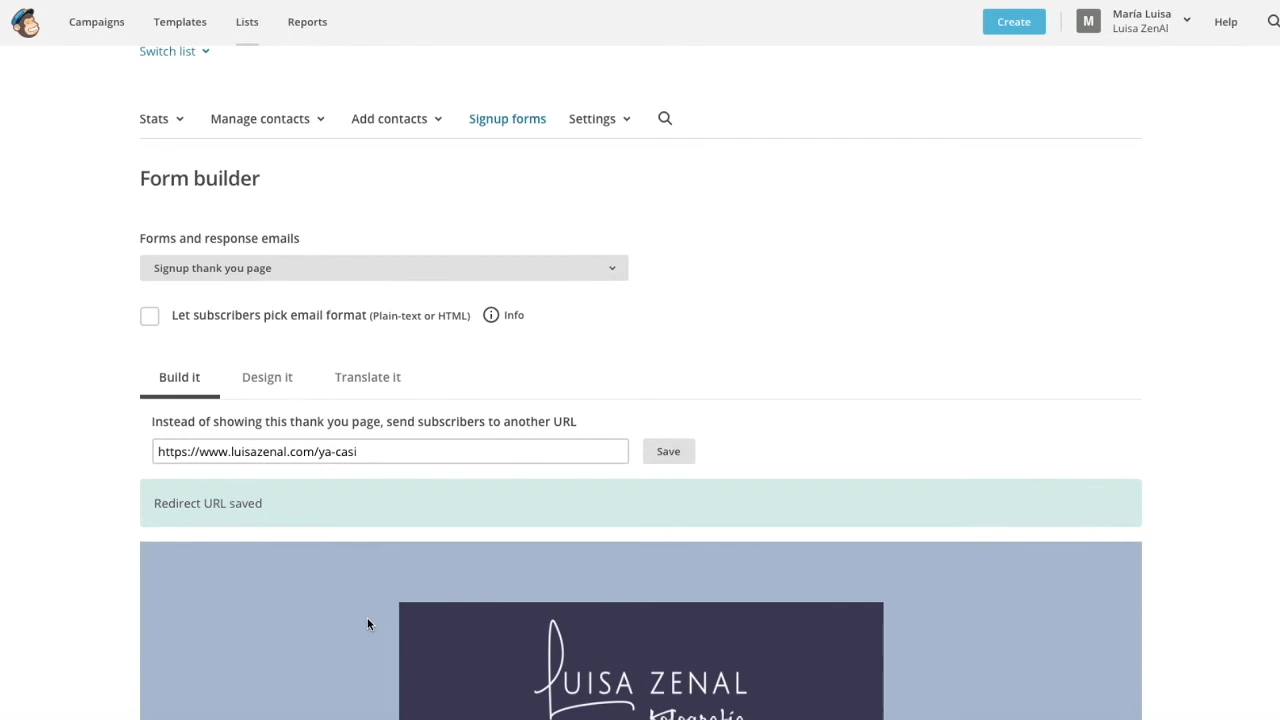 Campaigns Templates Lists Reports Create M María Luisa Help
Luisa ZenAl
Switch list
Stats Manage contacts Add contacts Signup forms Settings
Form builder
Forms and response emails
Signup thank you page
Let subscribers pick email format (Plain-text or HTML) Info
Build it Design it Translate it
Instead of showing this thank you page, send subscribers to another URL
https://www.luisazenal.com/ya-casi Save
Redirect URL saved
LUISA ZENAL